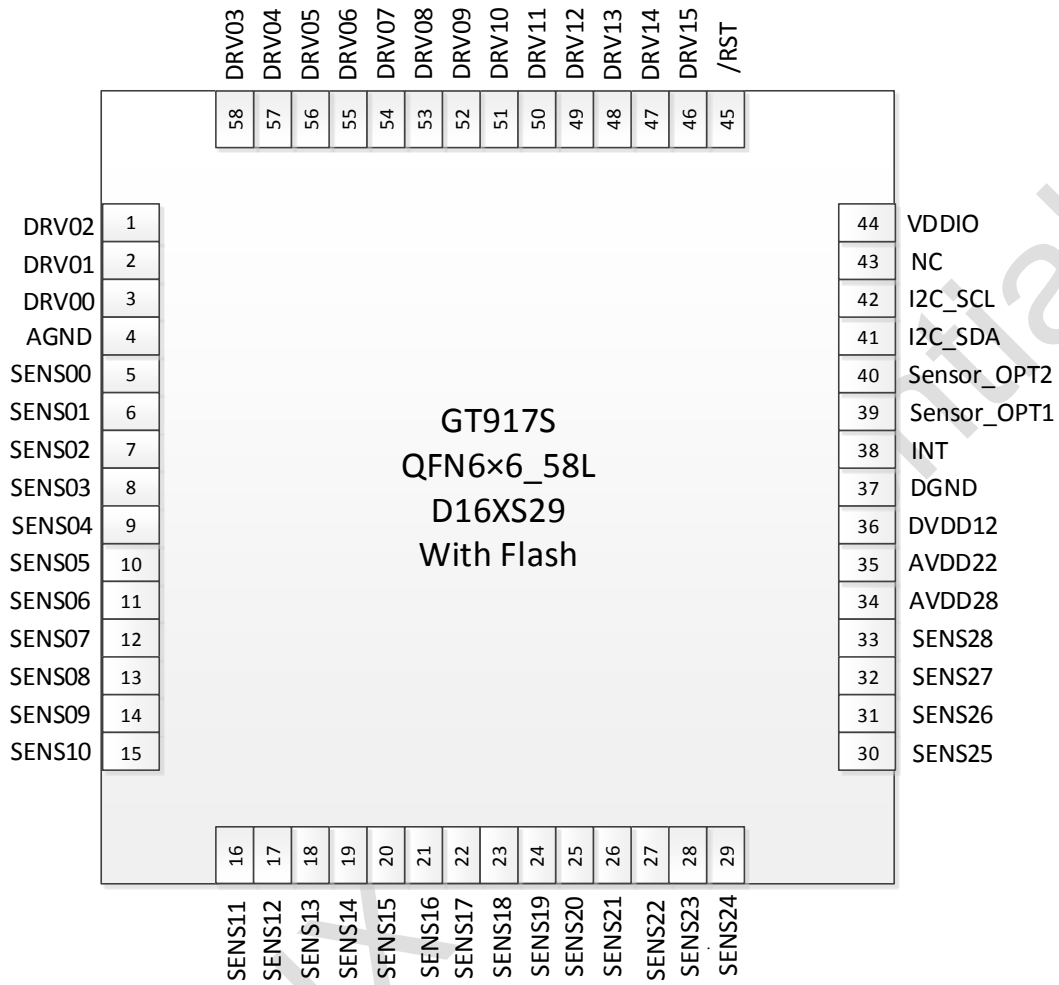 DRV03
DRV04
DRV05
DRV06
DRV07
DRV08
DRV09
DRV10
DRV11
DRV12
DRV13
DRV14
DRV15
/RST
58
57
56
55
54
53
52
51
50
49
48
47
46
45
DRV02 1
DRV01 2
DRV00 3
AGND 4
SENS00 5
SENS01 6
SENS02 7
SENS03 8
SENS04 9
SENS05 10
SENS06 11
SENS07 12
SENS08 13
SENS09 14
SENS10 15
GT917S
QFN6×6_58L
D16XS29
With Flash
44 VDDIO
43 NC
42 I2C_SCL
41 I2C_SDA
40 Sensor_OPT2
39 Sensor_OPT1
38 INT
37 DGND
36 DVDD12
35 AVDD22
34 AVDD28
33 SENS28
32 SENS27
31 SENS26
30 SENS25
16
17
18
19
20
21
22
23
24
25
26
27
28
29
SENS11
SENS12
SENS13
SENS14
SENS15
SENS16
SENS17
SENS18
SENS19
SENS20
SENS21
SENS22
SENS23
SENS24